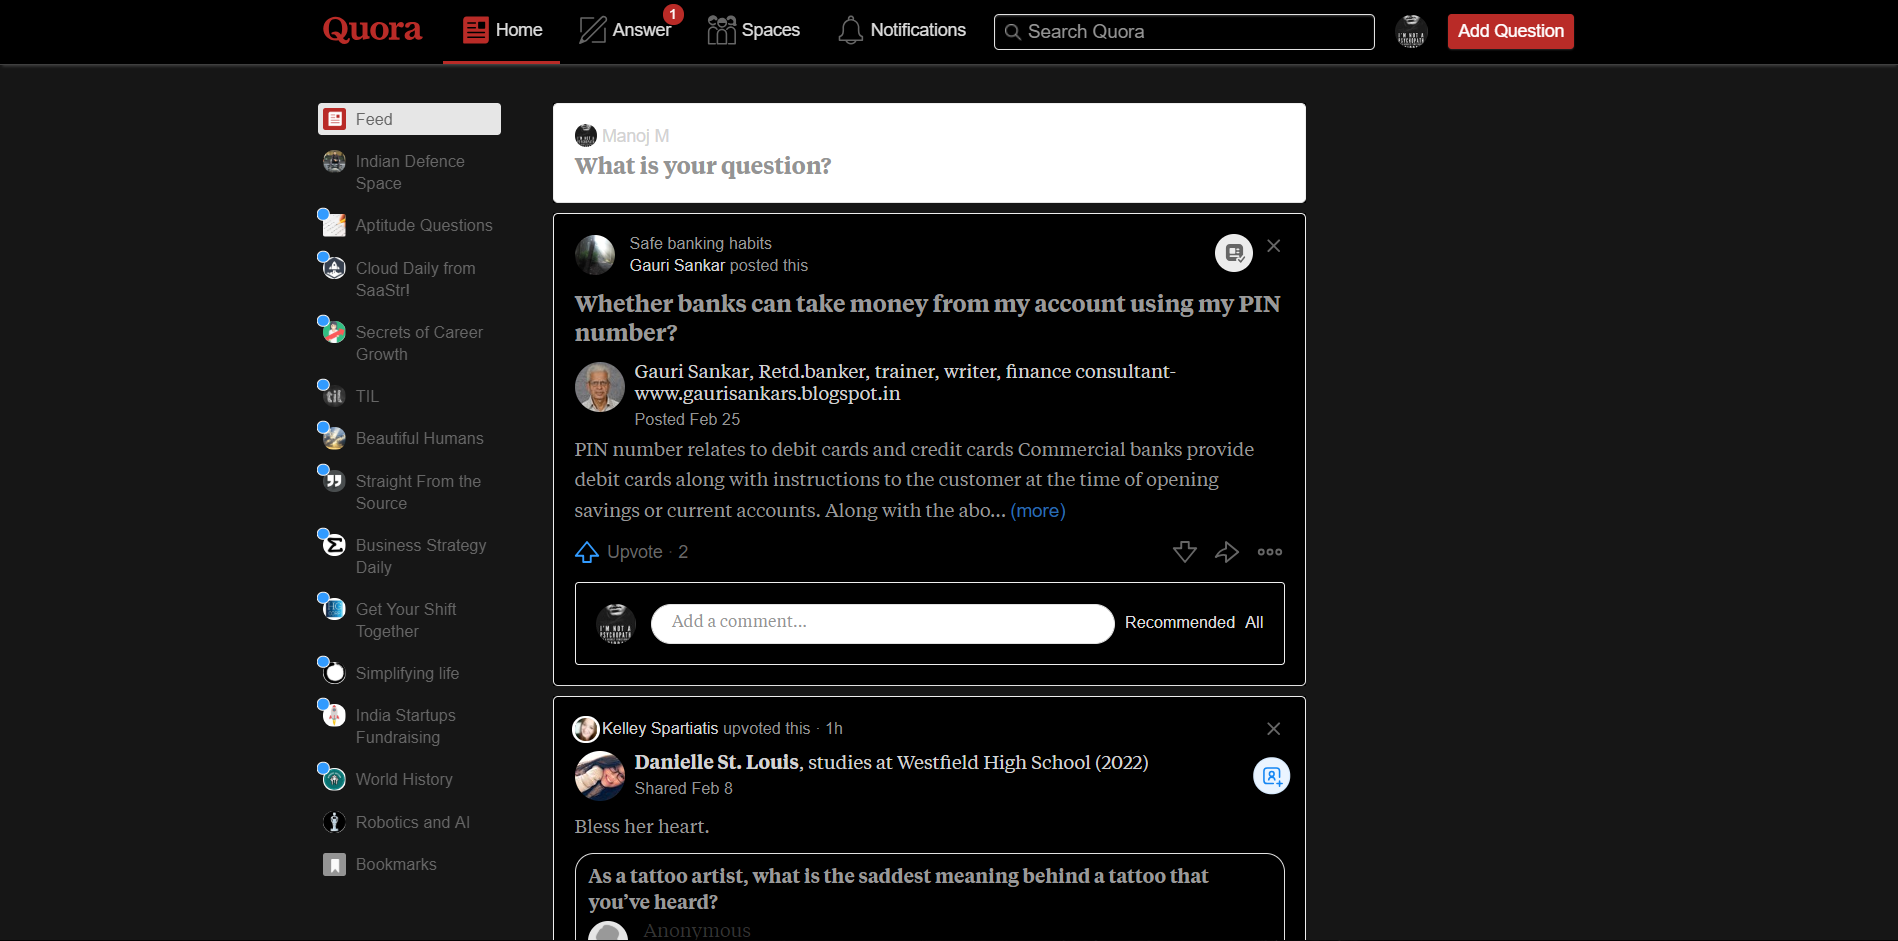 Quora
Home
Answer
1
Spaces
Notifications
Search Quora
Add Question
Feed
Indian Defence
Space
Aptitude Questions
Cloud Daily from
SaaStr!
Secrets of Career
Growth
til
TIL
Beautiful Humans
Straight From the
Source
Business Strategy
Daily
Get Your Shift
Together
Simplifying life
India Startups
Fundraising
World History
Robotics and AI
Bookmarks
Manoj M
What is your question?
Safe banking habits
Gauri Sankar posted this
Whether banks can take money from my account using my PIN
number?
Gauri Sankar, Retd.banker, trainer, writer, finance consultant-
www.gaurisankars.blogspot.in
Posted Feb 25
PIN number relates to debit cards and credit cards Commercial banks provide
debit cards along with instructions to the customer at the time of opening
savings or current accounts. Along with the abo... (more)
Upvote · 2
I'M NOT A
PSYCHOPATH
Add a comment...
Recommended All
Kelley Spartiatis upvoted this · 1h
Danielle St. Louis, studies at Westfield High School (2022)
Shared Feb 8
Bless her heart.
As a tattoo artist, what is the saddest meaning behind a tattoo that
you've heard?
Anonymous